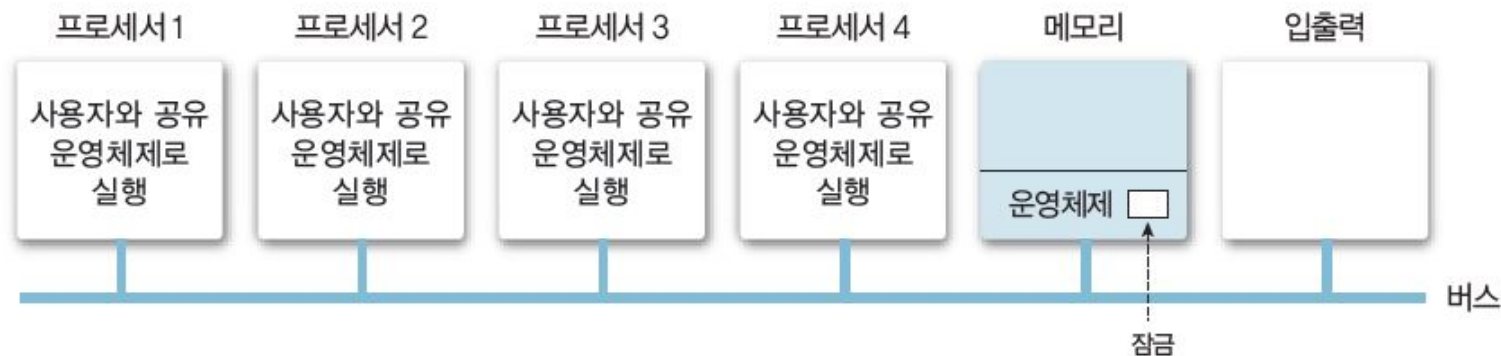 프로세서 1
프로세서 2
프로세서 3
프로세서 4
메모리
입출력
사용자와 공유
운영체제로
실행
사용자와 공유
운영체제로
실행
사용자와 공유
운영체제로
실행
사용자와 공유
운영체제로
실행
운영체제
버스
잠금